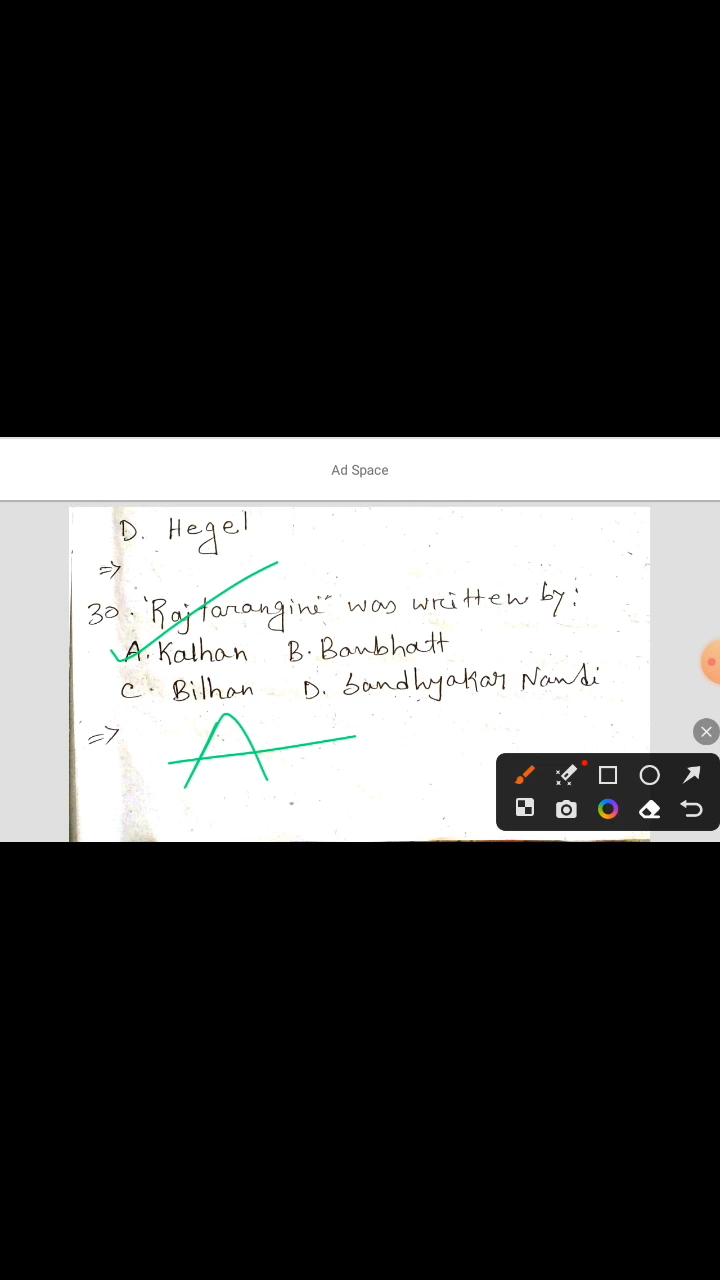 Ad Space
D. Hegel
=>
30. 'Rajtarangini" was written by:
A. Kalhan B. Banbhatt
C. Bilhan D. Sandhyakar Nandi
=>
A